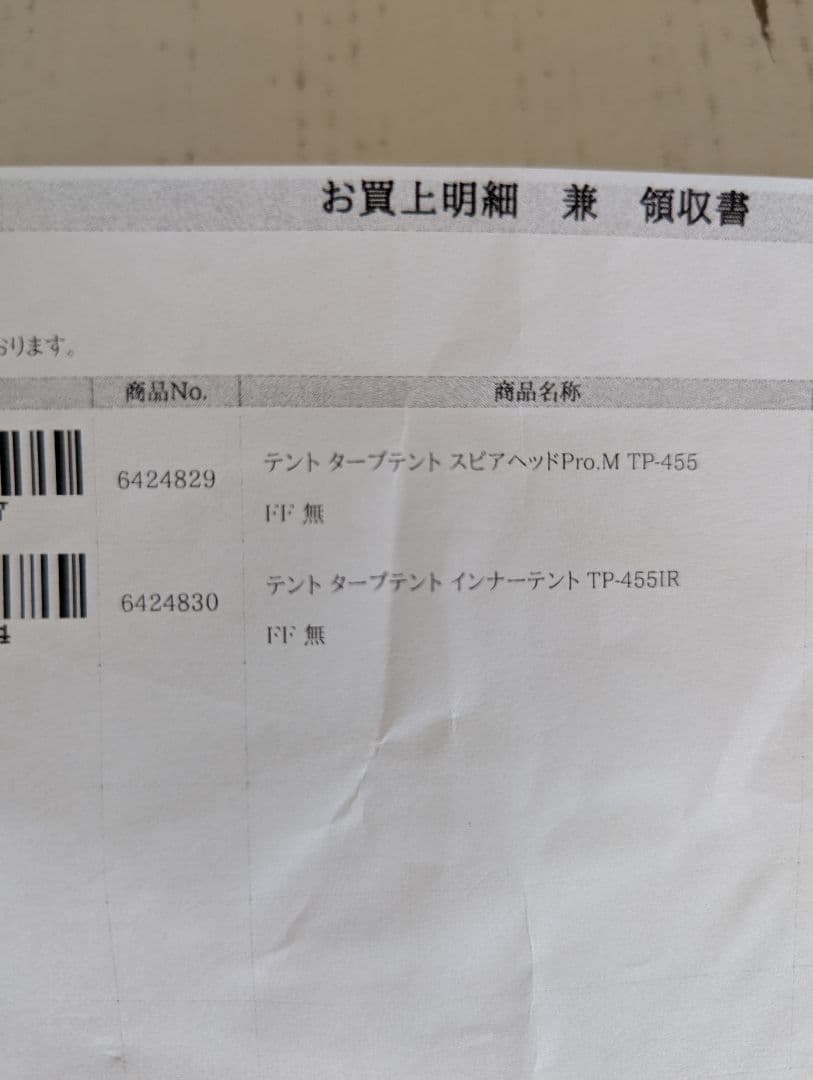 お買上明細 兼 領収書
おります。
商品No. 商品名称
6424829 テント タープテント スピアヘッドPro.M TP-455
FF 無
6424830 テント タープテント インナーテント TP-455IR
FF 無